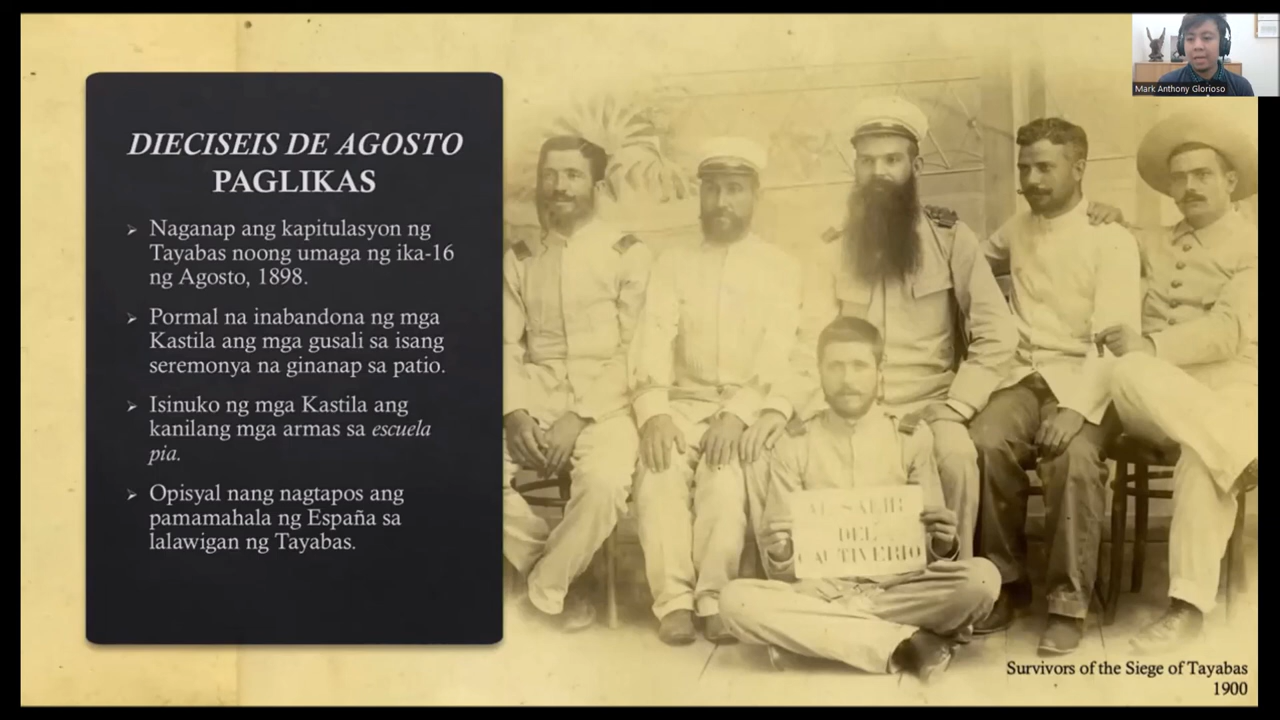 Mark Anthony Glorioso
DIECISEIS DE AGOSTO
PAGLIKAS
Naganap ang kapitulasyon ng
Tayabas noong umaga ng ika-16
ng Agosto, 1898.
Pormal na inabandona ng mga
Kastila ang mga gusali sa isang
seremonya na ginanap sa patio.
Isinuko ng mga Kastila ang
kanilang mga armas sa escuela
pia.
Opisyal nang nagtapos ang
pamamahala ng España sa
lalawigan ng Tayabas.
AL SALIR
DEL
CAUTIVERIO
Survivors of the Siege of Tayabas
1900